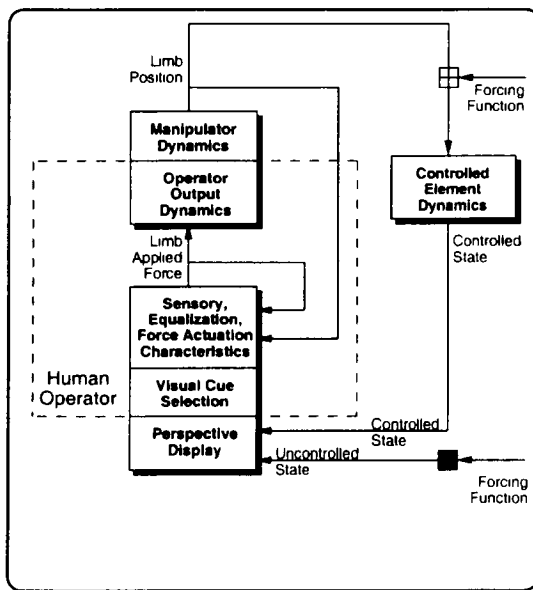 Limb
Position
Forcing
Function
Manipulator
Dynamics
Operator
Output
Dynamics
Controlled
Element
Dynamics
Limb
Applied
Force
Controlled
State
Sensory,
Equalization,
Force Actuation
Characteristics
Human
Operator
Visual Cue
Selection
Perspective
Display
Controlled
State
Uncontrolled
State
Forcing
Function